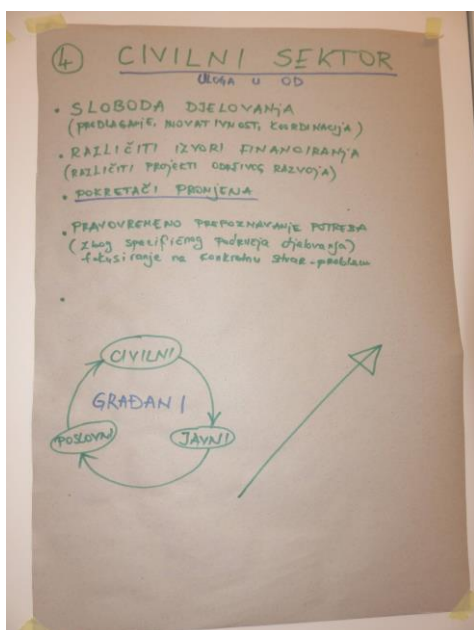 4 CIVILNI SEKTOR
ULOGA U OD
• SLOBODA DJELOVANJA
(PREDLAGANJE, INOVATIVNOST, KOORDINACIJA)
• RAZLIČITI IZVORI FINANCIRANJA
(RAZLIČITI PROJEKTI ODRŽIVOG RAZVOJA)
• POKRETAČI PROMJENA
• PRAVOVREMENO PREPOZNAVANJE POTREBA
(zbog specifičnog područja djelovanja)
fokusiranje na konkretnu stvar-problem
•
CIVILNI
GRAĐANI
POSLOVNI
JAVNI